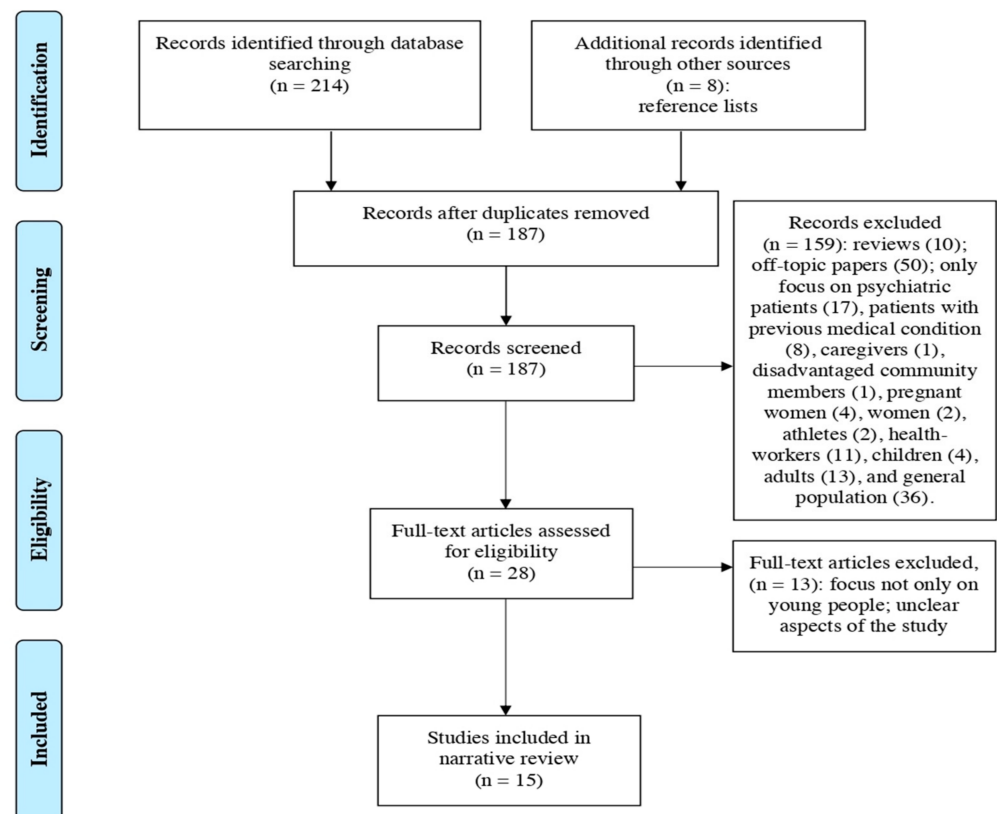 Identification
Records identified through database
searching
(n = 214)
Additional records identified
through other sources
(n = 8):
reference lists
Screening
Records after duplicates removed
(n = 187)
Records screened
(n = 187)
Records excluded
(n = 159): reviews (10);
off-topic papers (50); only
focus on psychiatric
patients (17), patients with
previous medical condition
(8), caregivers (1),
disadvantaged community
members (1), pregnant
women (4), women (2),
athletes (2), health-
workers (11), children (4),
adults (13), and general
population (36).
Eligibility
Full-text articles assessed
for eligibility
(n = 28)
Full-text articles excluded,
(n = 13): focus not only on
young people; unclear
aspects of the study
Included
Studies included in
narrative review
(n = 15)